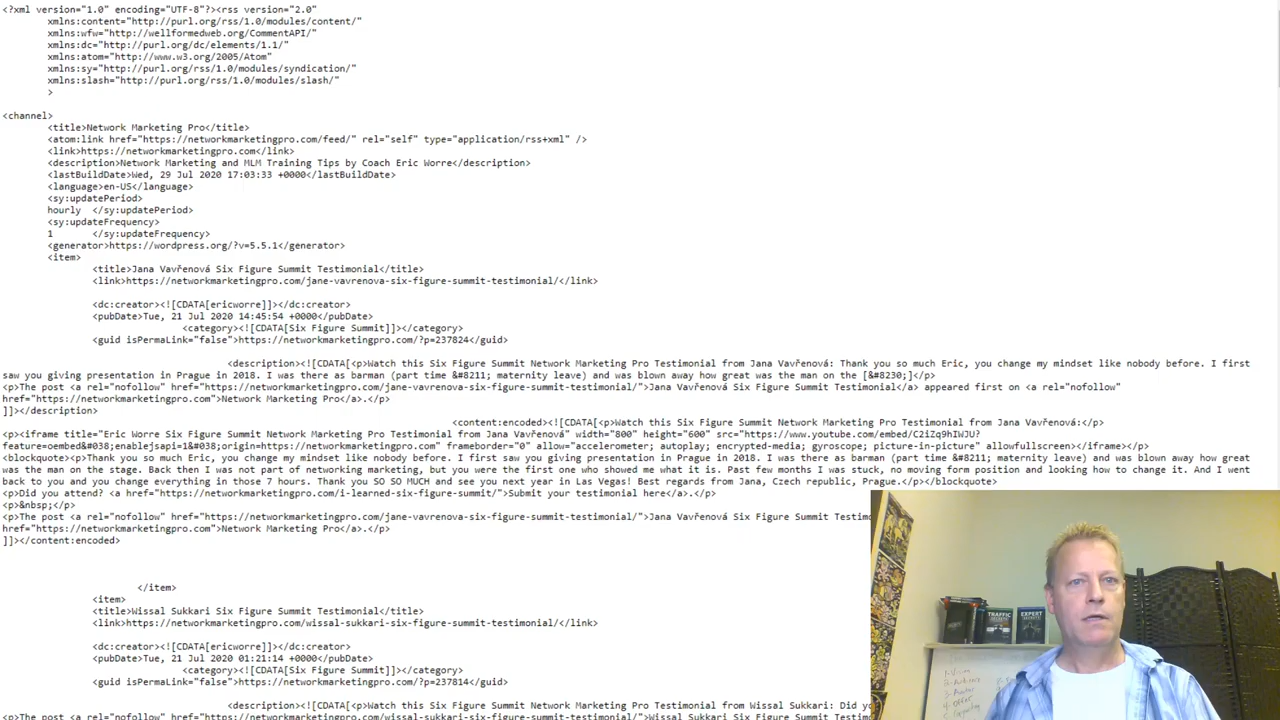 <?xml version="1.0" encoding="UTF-8"?><rss version="2.0"
xmlns:content="http://purl.org/rss/1.0/modules/content/"
xmlns:wfw="http://wellformedweb.org/CommentAPI/"
xmlns:dc="http://purl.org/dc/elements/1.1/"
xmlns:atom="http://www.w3.org/2005/Atom"
xmlns:sy="http://purl.org/rss/1.0/modules/syndication/"
xmlns:slash="http://purl.org/rss/1.0/modules/slash/"
>
<channel>
<title>Network Marketing Pro</title>
<atom:link href="https://networkmarketingpro.com/feed/" rel="self" type="application/rss+xml" />
<link>https://networkmarketingpro.com</link>
<description>Network Marketing and MLM Training Tips by Coach Eric Worre</description>
<lastBuildDate>Wed, 29 Jul 2020 17:03:33 +0000</lastBuildDate>
<language>en-US</language>
<sy:updatePeriod>
hourly </sy:updatePeriod>
<sy:updateFrequency>
1 </sy:updateFrequency>
<generator>https://wordpress.org/?v=5.5.1</generator>
<item>
<title>Jana Vavřenová Six Figure Summit Testimonial</title>
<link>https://networkmarketingpro.com/jane-vavrenova-six-figure-summit-testimonial/</link>
<dc:creator><![CDATA[ericworre]]></dc:creator>
<pubDate>Tue, 21 Jul 2020 14:45:54 +0000</pubDate>
<category><![CDATA[Six Figure Summit]]></category>
<guid isPermaLink="false">https://networkmarketingpro.com/?p=237824</guid>
<description><![CDATA[<p>Watch this Six Figure Summit Network Marketing Pro Testimonial from Jana Vavřenová: Thank you so much Eric, you change my mindset like nobody before. I first
saw you giving presentation in Prague in 2018. I was there as barman (part time &#8211; maternity leave) and was blown away how great was the man on the [&#8230;]</p>
<p>The post <a rel="nofollow" href="https://networkmarketingpro.com/jane-vavrenova-six-figure-summit-testimonial/">Jana Vavřenová Six Figure Summit Testimonial</a> appeared first on <a rel="nofollow"
href="https://networkmarketingpro.com">Network Marketing Pro</a>.</p>
]]></description>
<content:encoded><![CDATA[<p>Watch this Six Figure Summit Network Marketing Pro Testimonial from Jana Vavřenová:</p>
<p><iframe title="Eric Worre Six Figure Summit Network Marketing Pro Testimonial from Jana Vavřenová" width="800" height="600" src="https://www.youtube.com/embed/C2iZq9hIWJU?
feature=oembed&#038;enablejsapi=1&#038;origin=https://networkmarketingpro.com" frameborder="0" allow="accelerometer; autoplay; encrypted-media; gyroscope; picture-in-picture" allowfullscreen></iframe></p>
<blockquote><p>Thank you so much Eric, you change my mindset like nobody before. I first saw you giving presentation in Prague in 2018. I was there as barman (part time &#8211; maternity leave) and was blown away how great
was the man on the stage. Back then I was not part of networking marketing, but you were the first one who showed me what it is. Past few months I was stuck, no moving form position and looking how to change it. And I went
back to you and you change everything in those 7 hours. Thank you SO SO MUCH and see you next year in Las Vegas! Best regards from Jana, Czech republic, Prague.</p></blockquote>
<p>Did you attend? <a href="https://networkmarketingpro.com/i-learned-six-figure-summit/">Submit your testimonial here</a>.</p>
<p>&nbsp;</p>
<p>The post <a rel="nofollow" href="https://networkmarketingpro.com/jane-vavrenova-six-figure-summit-testimonial/">Jana Vavřenová Six Figure Summit Testim
href="https://networkmarketingpro.com">Network Marketing Pro</a>.</p>
]]></content:encoded>
</item>
<item>
<title>Wissal Sukkari Six Figure Summit Testimonial</title>
<link>https://networkmarketingpro.com/wissal-sukkari-six-figure-summit-testimonial/</link>
<dc:creator><![CDATA[ericworre]]></dc:creator>
<pubDate>Tue, 21 Jul 2020 01:21:14 +0000</pubDate>
<category><![CDATA[Six Figure Summit]]></category>
<guid isPermaLink="false">https://networkmarketingpro.com/?p=237814</guid>
<description><![CDATA[<p>Watch this Six Figure Summit Network Marketing Pro Testimonial from Wissal Sukkari: Did yo
<p>The post <a rel="nofollow" href="https://networkmarketingpro.com/wissal-sukkari-six-figure-summit-testimonial/">Wissal Sukkari Six Figure Summit Testimo
TRAFFIC
SECRETS
EXPERT
SECRETS